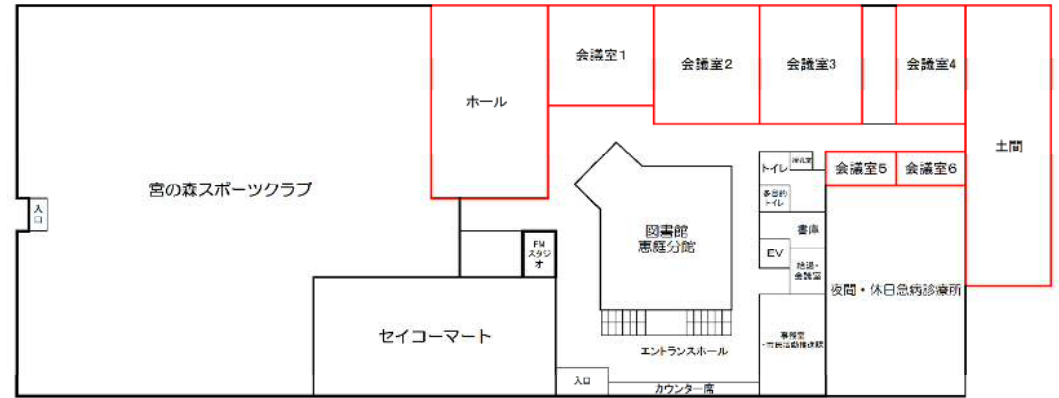 会議室1
会議室2
会議室3
会議室4
ホール
土間
トイレ
会議室5
会議室6
宮の森スポーツクラブ
多目的
トイレ
入
口
図書館
恵庭分館
書庫
FM
スタジ
オ
EV
夜間・休日急病診療所
セイコーマート
事務室
エントランスホール
入口
カウンター席